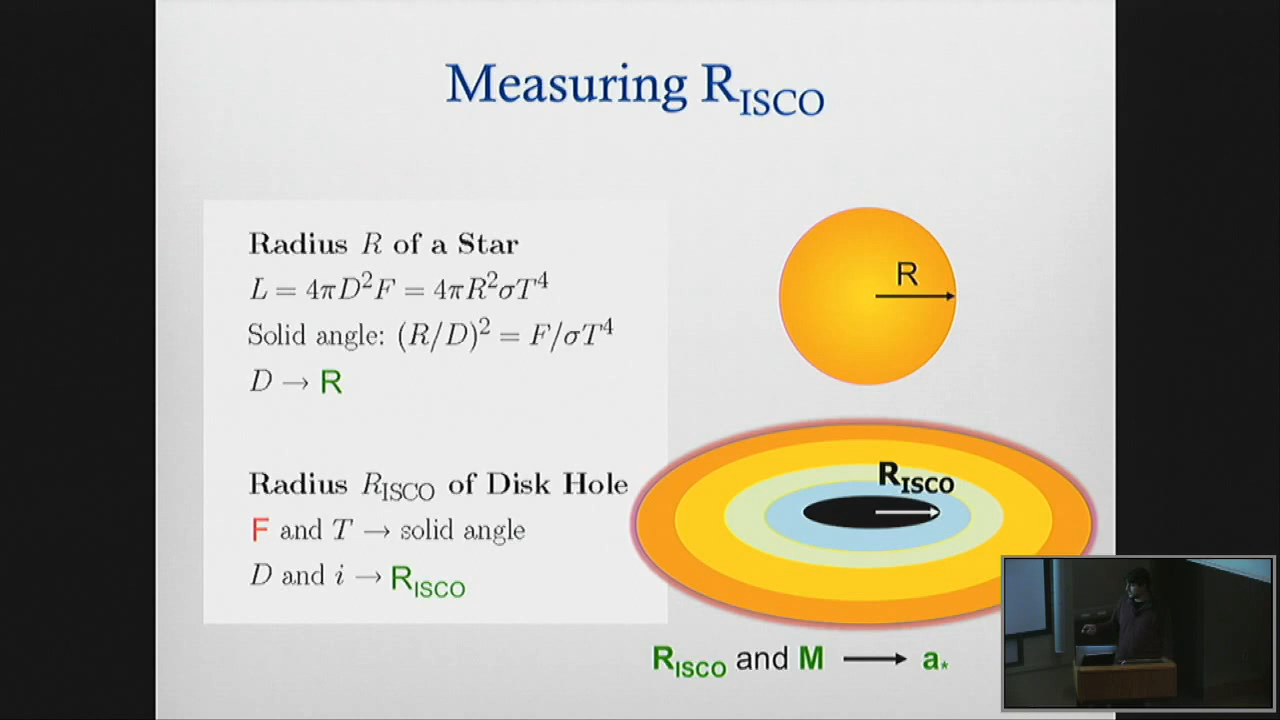 Measuring R_ISCO
Radius R of a Star
L = 4πD²F = 4πR²σT⁴
Solid angle: (R/D)² = F/σT⁴
D → R
R
Radius R_ISCO of Disk Hole
F and T → solid angle
D and i → R_ISCO
R_ISCO
R_ISCO and M → a⋆